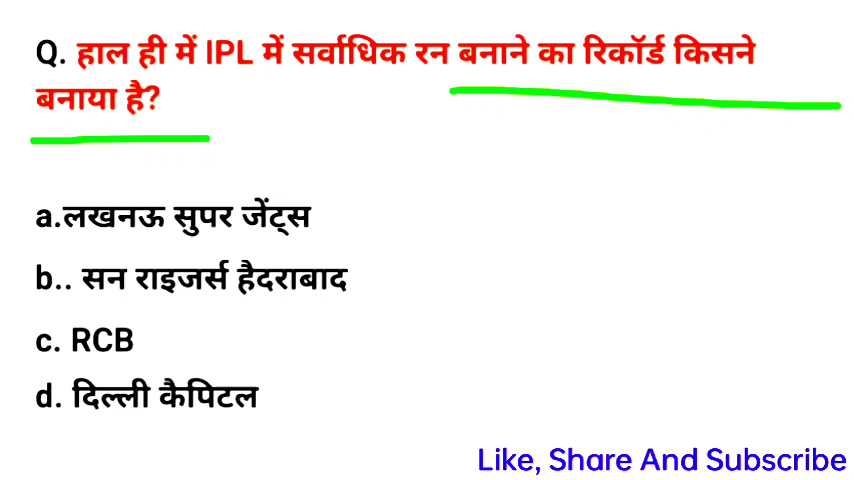 Q. हाल ही में IPL में सर्वाधिक रन बनाने का रिकॉर्ड किसने
बनाया है?
a.लखनऊ सुपर जेंट्स
b.. सन राइजर्स हैदराबाद
c. RCB
d. दिल्ली कैपिटल
Like, Share And Subscribe